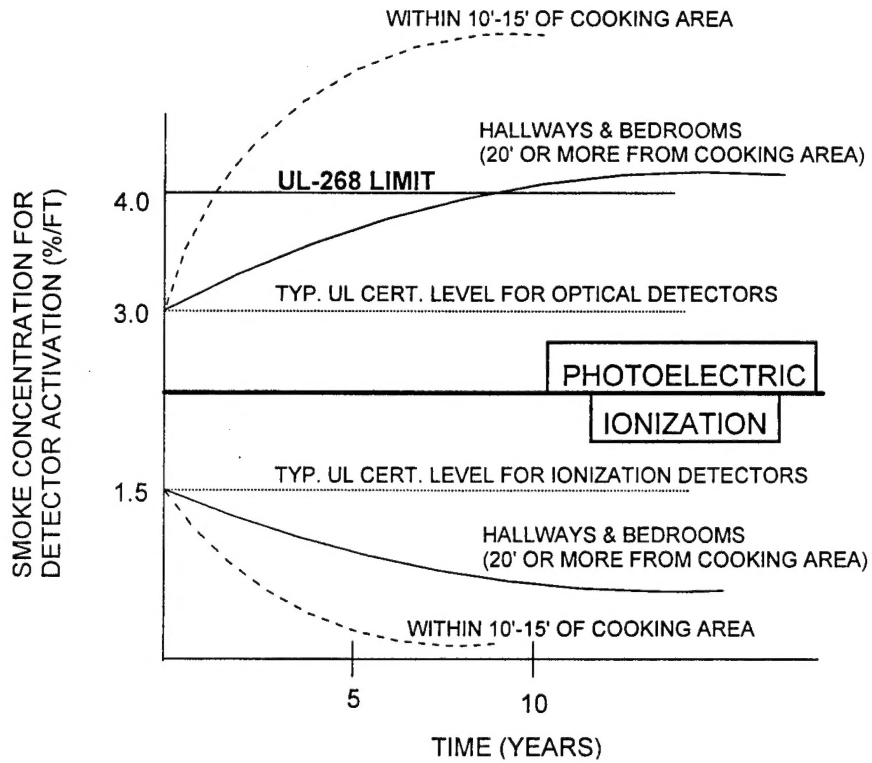 WITHIN 10'-15' OF COOKING AREA
HALLWAYS & BEDROOMS
(20' OR MORE FROM COOKING AREA)
UL-268 LIMIT
4.0
TYP. UL CERT. LEVEL FOR OPTICAL DETECTORS
3.0
PHOTOELECTRIC
IONIZATION
TYP. UL CERT. LEVEL FOR IONIZATION DETECTORS
1.5
HALLWAYS & BEDROOMS
(20' OR MORE FROM COOKING AREA)
WITHIN 10'-15' OF COOKING AREA
5
10
TIME (YEARS)
SMOKE CONCENTRATION FOR
DETECTOR ACTIVATION (%/FT)